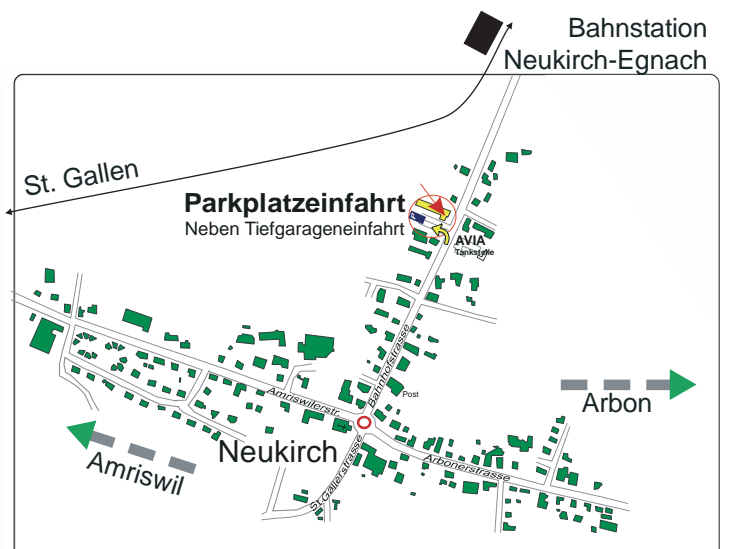 Bahnstation
Neukirch-Egnach
St. Gallen
Parkplatzeinfahrt
Neben Tiefgarageneinfahrt
AVIA
Tankstelle
Bahnhofstrasse
Post
Amriswilerstr.
Arbon
Neukirch
Amriswil
St.Gallerstrasse
Arbonerstrasse